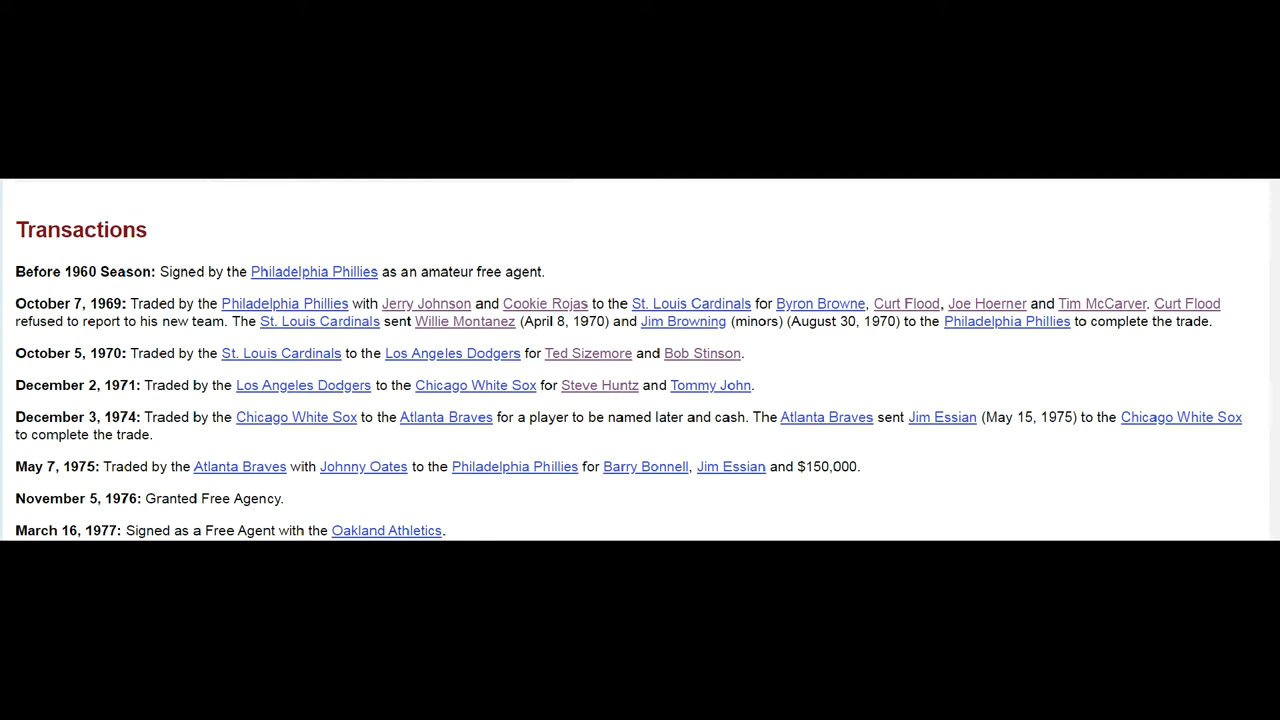 Transactions
Before 1960 Season: Signed by the Philadelphia Phillies as an amateur free agent.
October 7, 1969: Traded by the Philadelphia Phillies with Jerry Johnson and Cookie Rojas to the St. Louis Cardinals for Byron Browne, Curt Flood, Joe Hoerner and Tim McCarver. Curt Flood
refused to report to his new team. The St. Louis Cardinals sent Willie Montanez (April 8, 1970) and Jim Browning (minors) (August 30, 1970) to the Philadelphia Phillies to complete the trade.
October 5, 1970: Traded by the St. Louis Cardinals to the Los Angeles Dodgers for Ted Sizemore and Bob Stinson.
December 2, 1971: Traded by the Los Angeles Dodgers to the Chicago White Sox for Steve Huntz and Tommy John.
December 3, 1974: Traded by the Chicago White Sox to the Atlanta Braves for a player to be named later and cash. The Atlanta Braves sent Jim Essian (May 15, 1975) to the Chicago White Sox
to complete the trade.
May 7, 1975: Traded by the Atlanta Braves with Johnny Oates to the Philadelphia Phillies for Barry Bonnell, Jim Essian and $150,000.
November 5, 1976: Granted Free Agency.
March 16, 1977: Signed as a Free Agent with the Oakland Athletics.